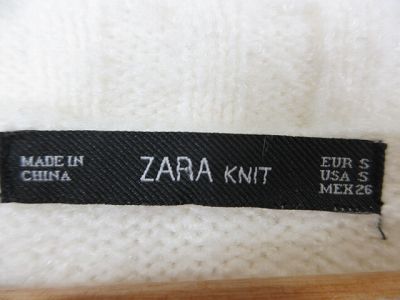 MADE IN
CHINA
ZARA KNIT
EUR S
USA S
MEX 26